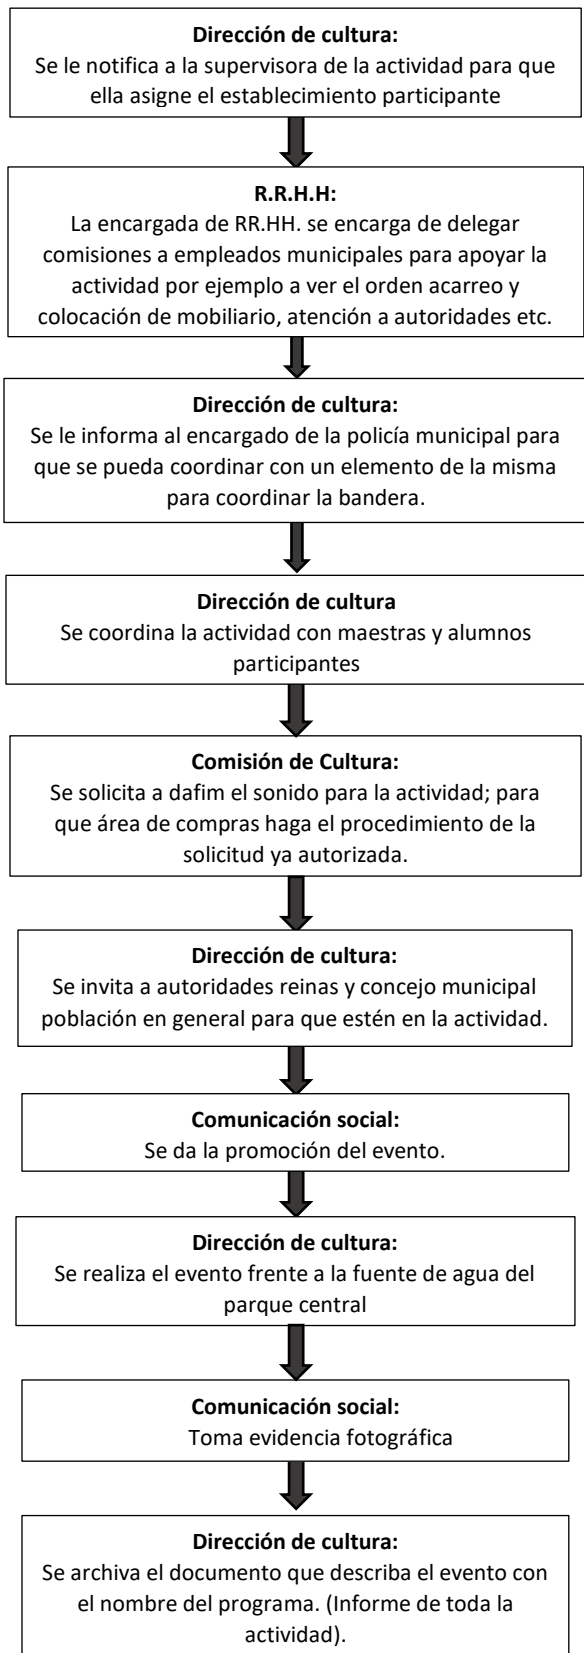 Dirección de cultura:
Se le notifica a la supervisora de la actividad para que
ella asigne el establecimiento participante
R.R.H.H:
La encargada de RR.HH. se encarga de delegar
comisiones a empleados municipales para apoyar la
actividad por ejemplo a ver el orden acarreo y
colocación de mobiliario, atención a autoridades etc.
Dirección de cultura:
Se le informa al encargado de la policía municipal para
que se pueda coordinar con un elemento de la misma
para coordinar la bandera.
Dirección de cultura
Se coordina la actividad con maestras y alumnos
participantes
Comisión de Cultura:
Se solicita a dafim el sonido para la actividad; para
que área de compras haga el procedimiento de la
solicitud ya autorizada.
Dirección de cultura:
Se invita a autoridades reinas y concejo municipal
población en general para que estén en la actividad.
Comunicación social:
Se da la promoción del evento.
Dirección de cultura:
Se realiza el evento frente a la fuente de agua del
parque central
Comunicación social:
Toma evidencia fotográfica
Dirección de cultura:
Se archiva el documento que describa el evento con
el nombre del programa. (Informe de toda la
actividad).